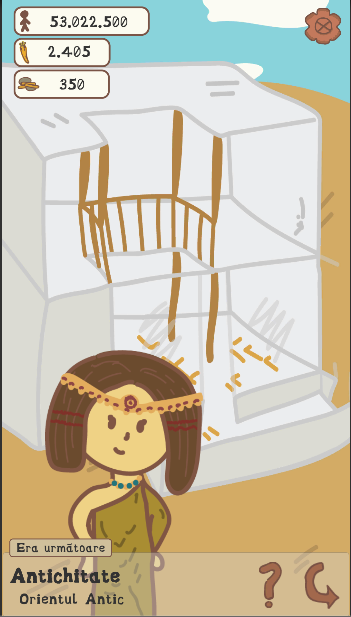 53.022.500
2.405
350
Era următoare
Antichitate
Orientul Antic
?